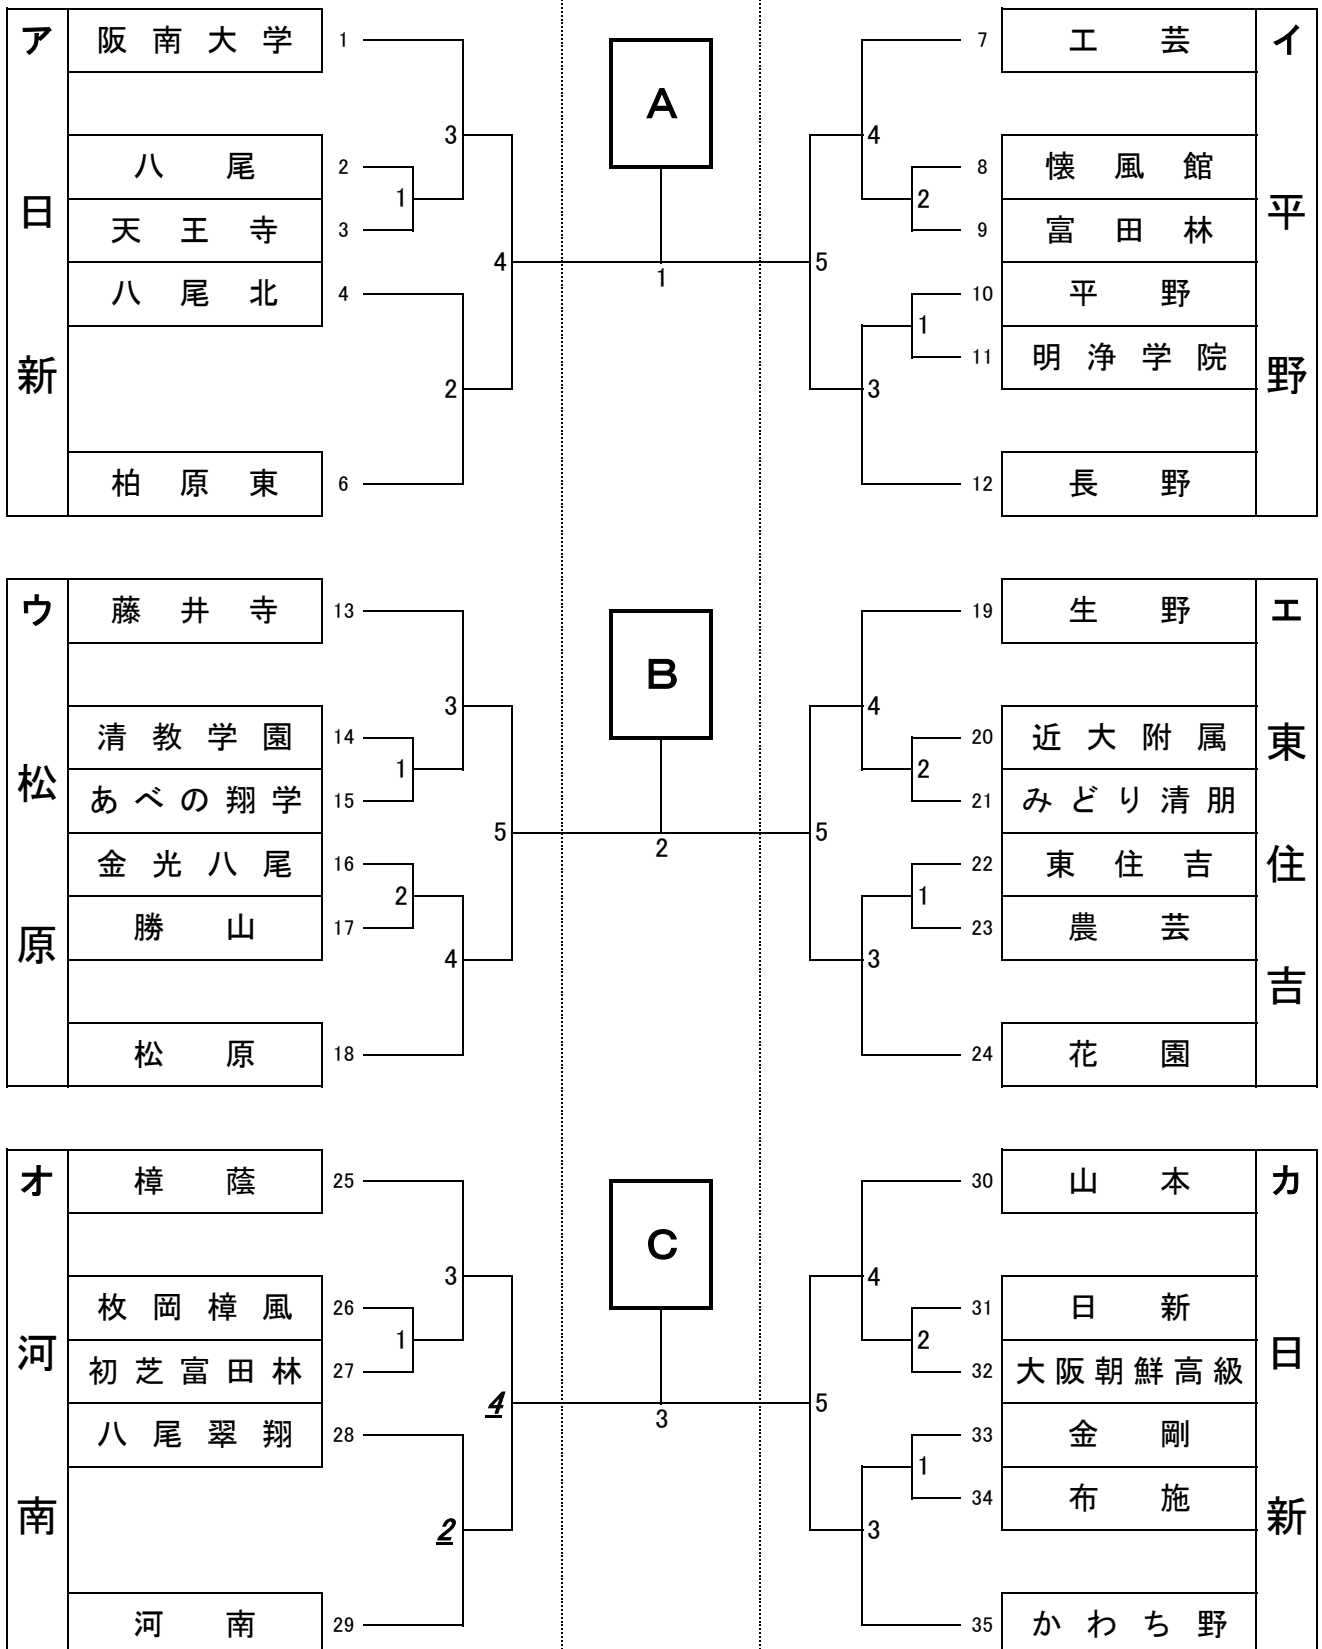 ア 阪南大学 1 7 工芸 イ
A
3 4
八尾 2 8 懐風館
1 2
日 天王寺 3 9 富田林 平
4 1 5
八尾北 4 10 平野
1
11 明浄学院
新 2 3 野
柏原東 6 12 長野
ウ 藤井寺 13 19 生野 エ
B
3 4
清教学園 14 20 近大附属 東
1 2
松 あべの翔学 15 21 みどり清朋
5 2 5
金光八尾 16 22 東住吉 住
2 1
勝山 17 23 農芸
原 4 3 吉
松原 18 24 花園
オ 樟蔭 25 30 山本 カ
C
3 4
枚岡樟風 26 31 日新
1 2
河 初芝富田林 27 32 大阪朝鮮高級 日
4 3 5
八尾翠翔 28 33 金剛
1
34 布施
南 2 3 新
河南 29 35 かわち野